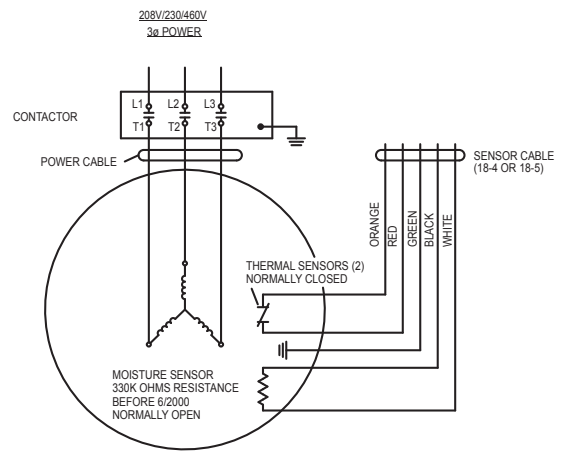 208V/230/460V
3ø POWER
L1
L2
L3
CONTACTOR
T1
T2
T3
POWER CABLE
SENSOR CABLE
(18-4 OR 18-5)
ORANGE
RED
GREEN
BLACK
WHITE
THERMAL SENSORS (2)
NORMALLY CLOSED
MOISTURE SENSOR
330K OHMS RESISTANCE
BEFORE 6/2000
NORMALLY OPEN